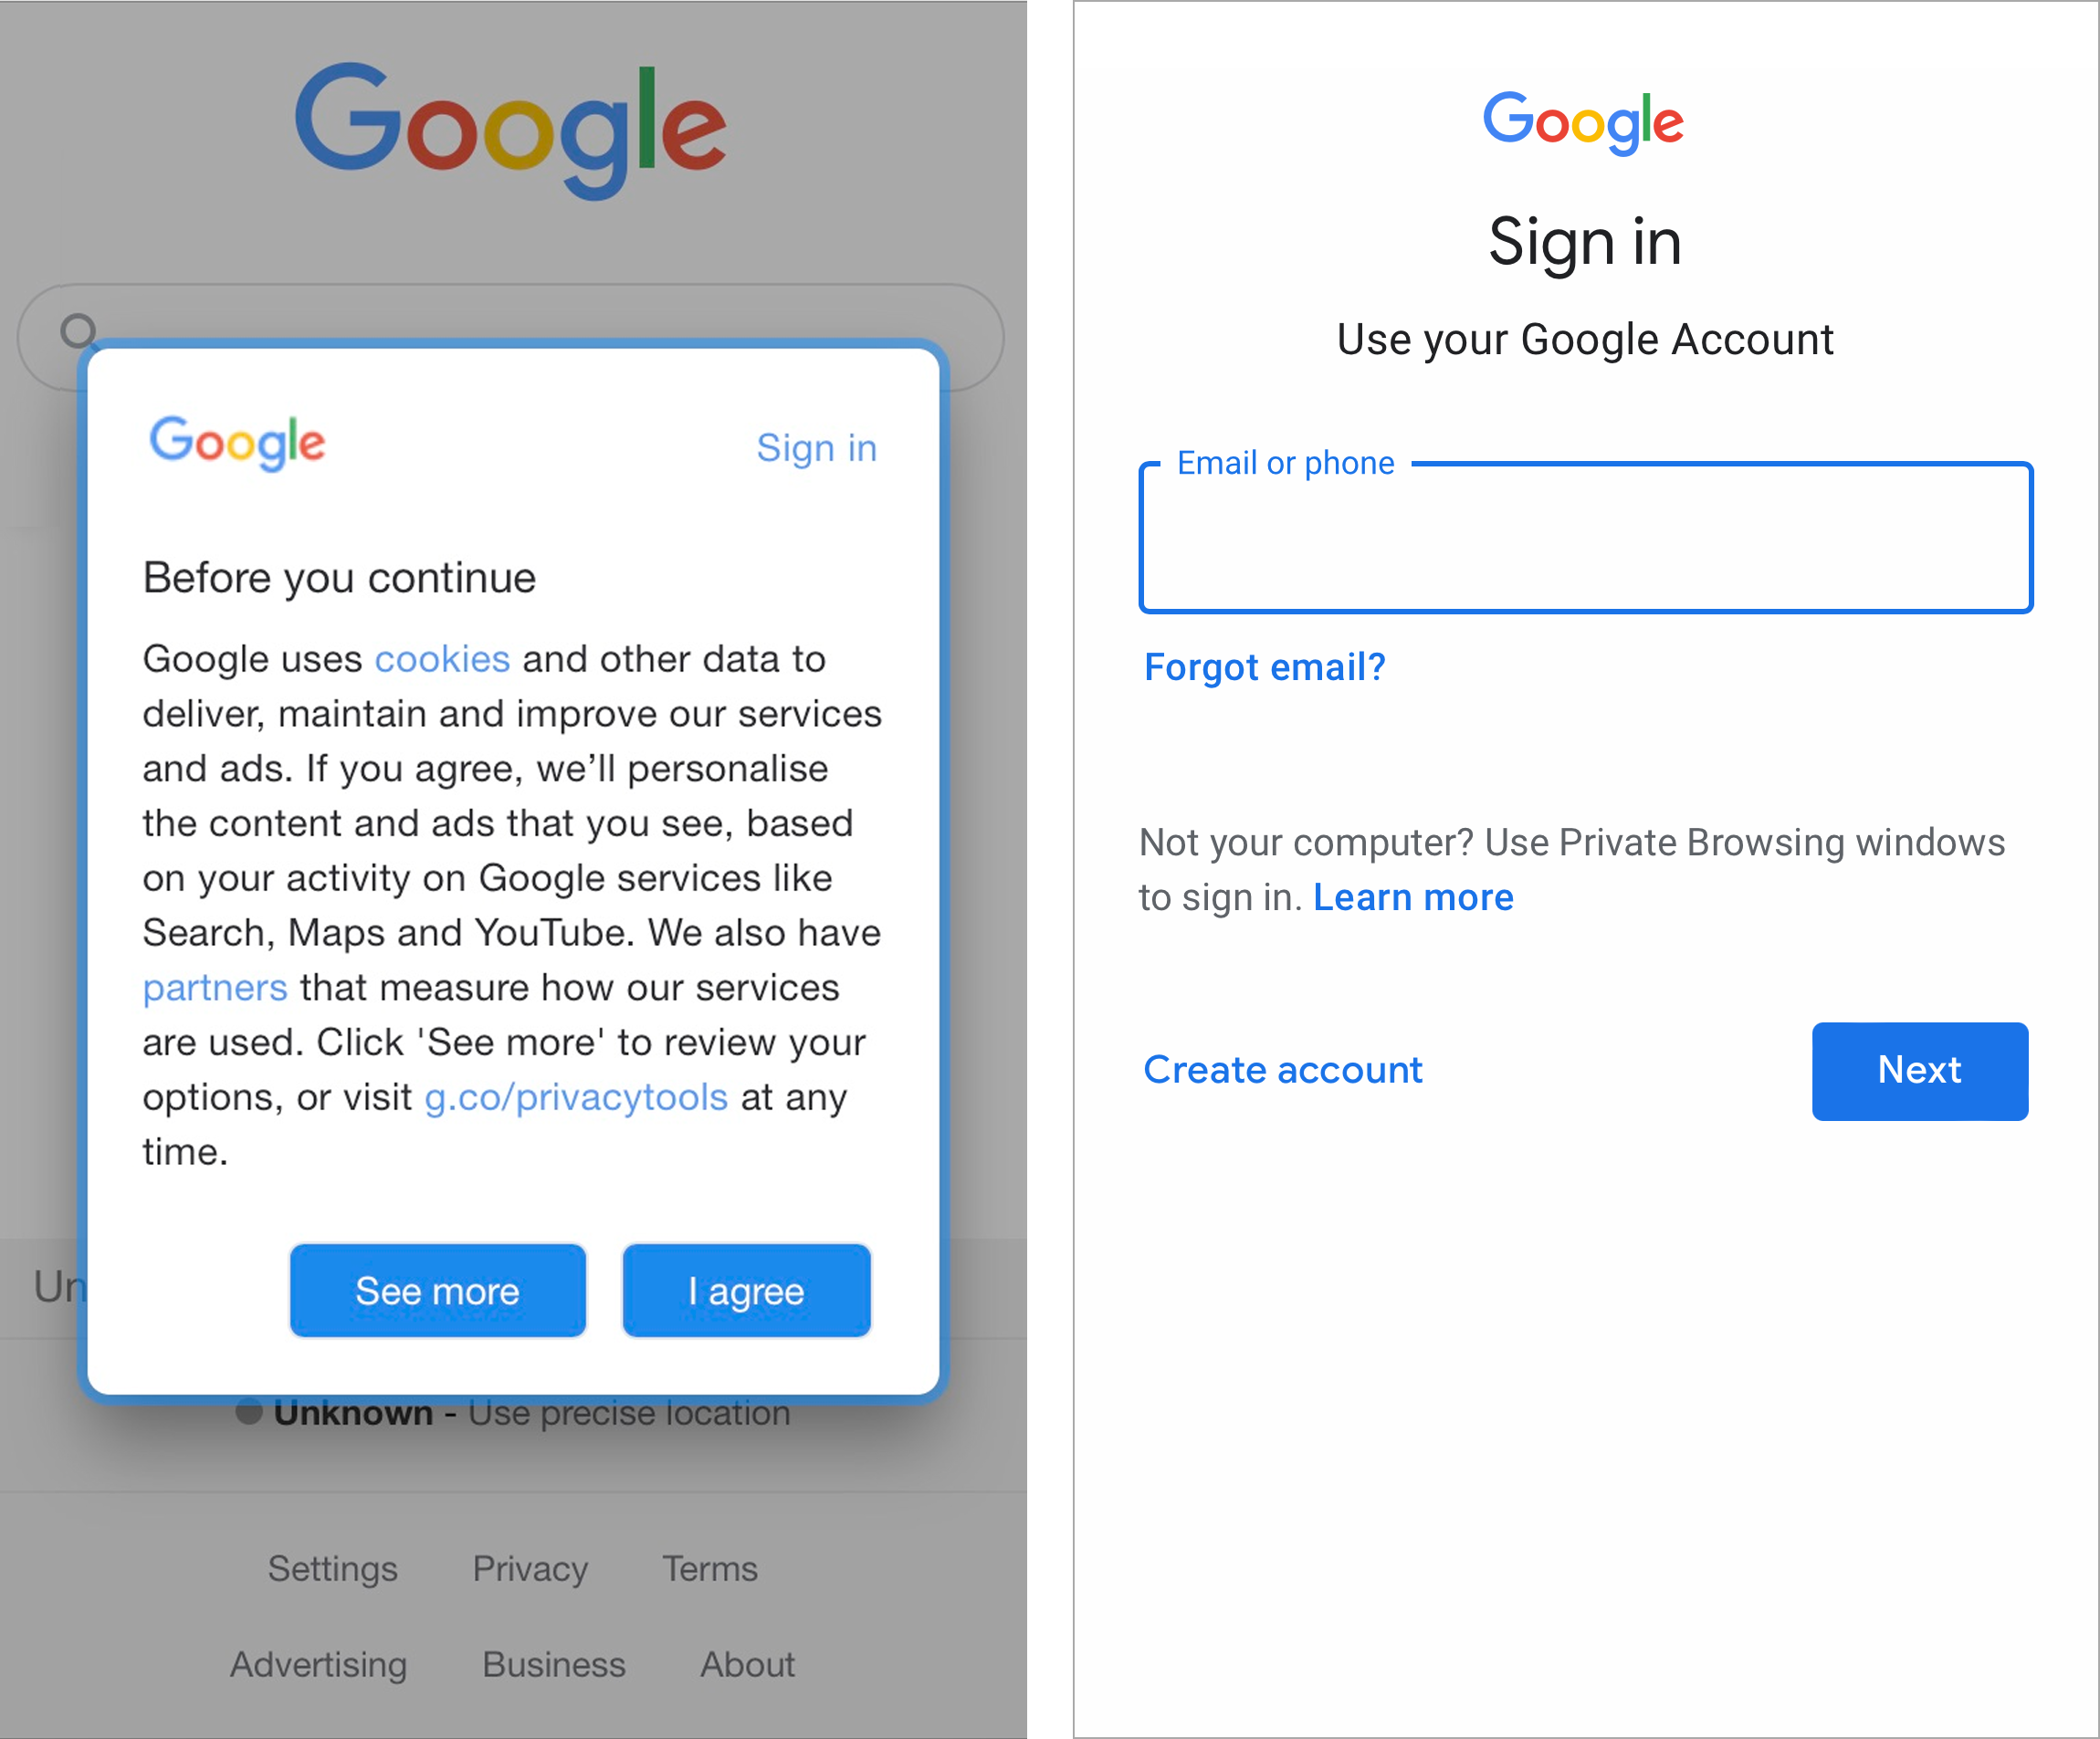 Google
Google
Sign in
Before you continue
Google uses cookies and other data to
deliver, maintain and improve our services
and ads. If you agree, we’ll personalise
the content and ads that you see, based
on your activity on Google services like
Search, Maps and YouTube. We also have
partners that measure how our services
are used. Click 'See more' to review your
options, or visit g.co/privacytools at any
time.
See more
I agree
Un
Unknown - Use precise location
Settings Privacy Terms
Advertising Business About
Google
Sign in
Use your Google Account
Email or phone
Forgot email?
Not your computer? Use Private Browsing windows
to sign in. Learn more
Create account
Next